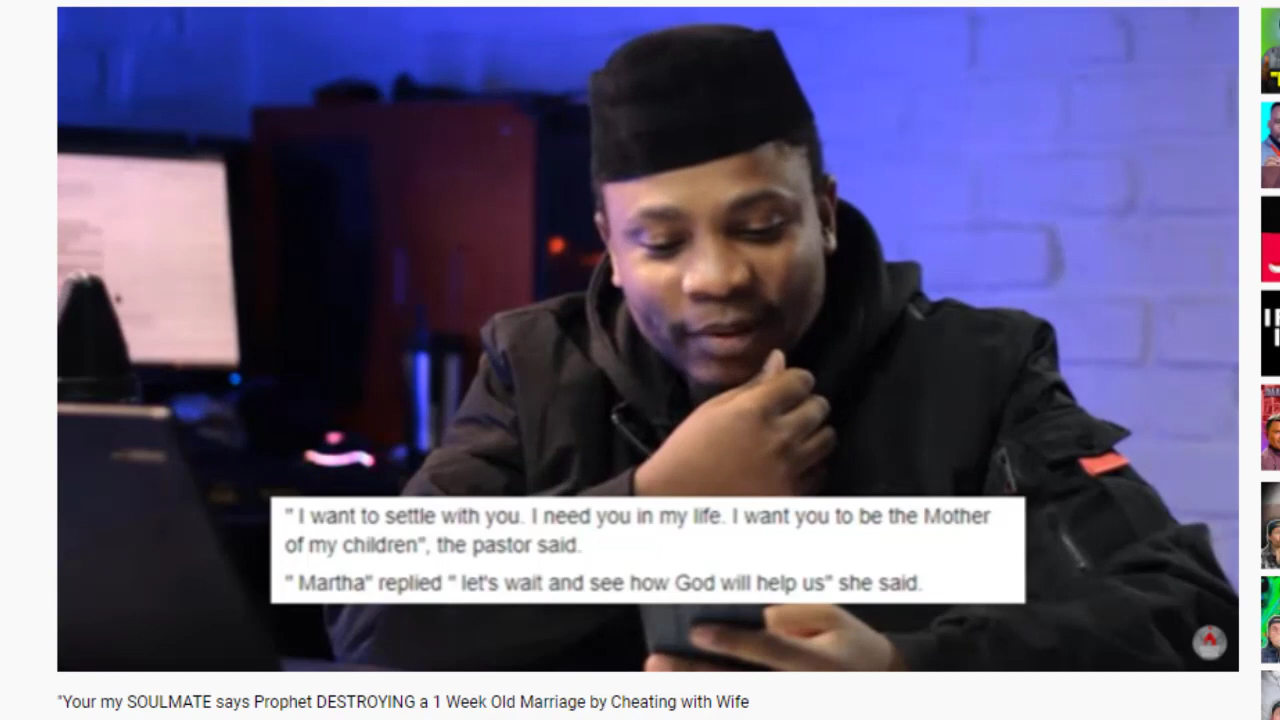 " I want to settle with you. I need you in my life. I want you to be the Mother
of my children", the pastor said.
" Martha" replied " let's wait and see how God will help us" she said.
"Your my SOULMATE says Prophet DESTROYING a 1 Week Old Marriage by Cheating with Wife